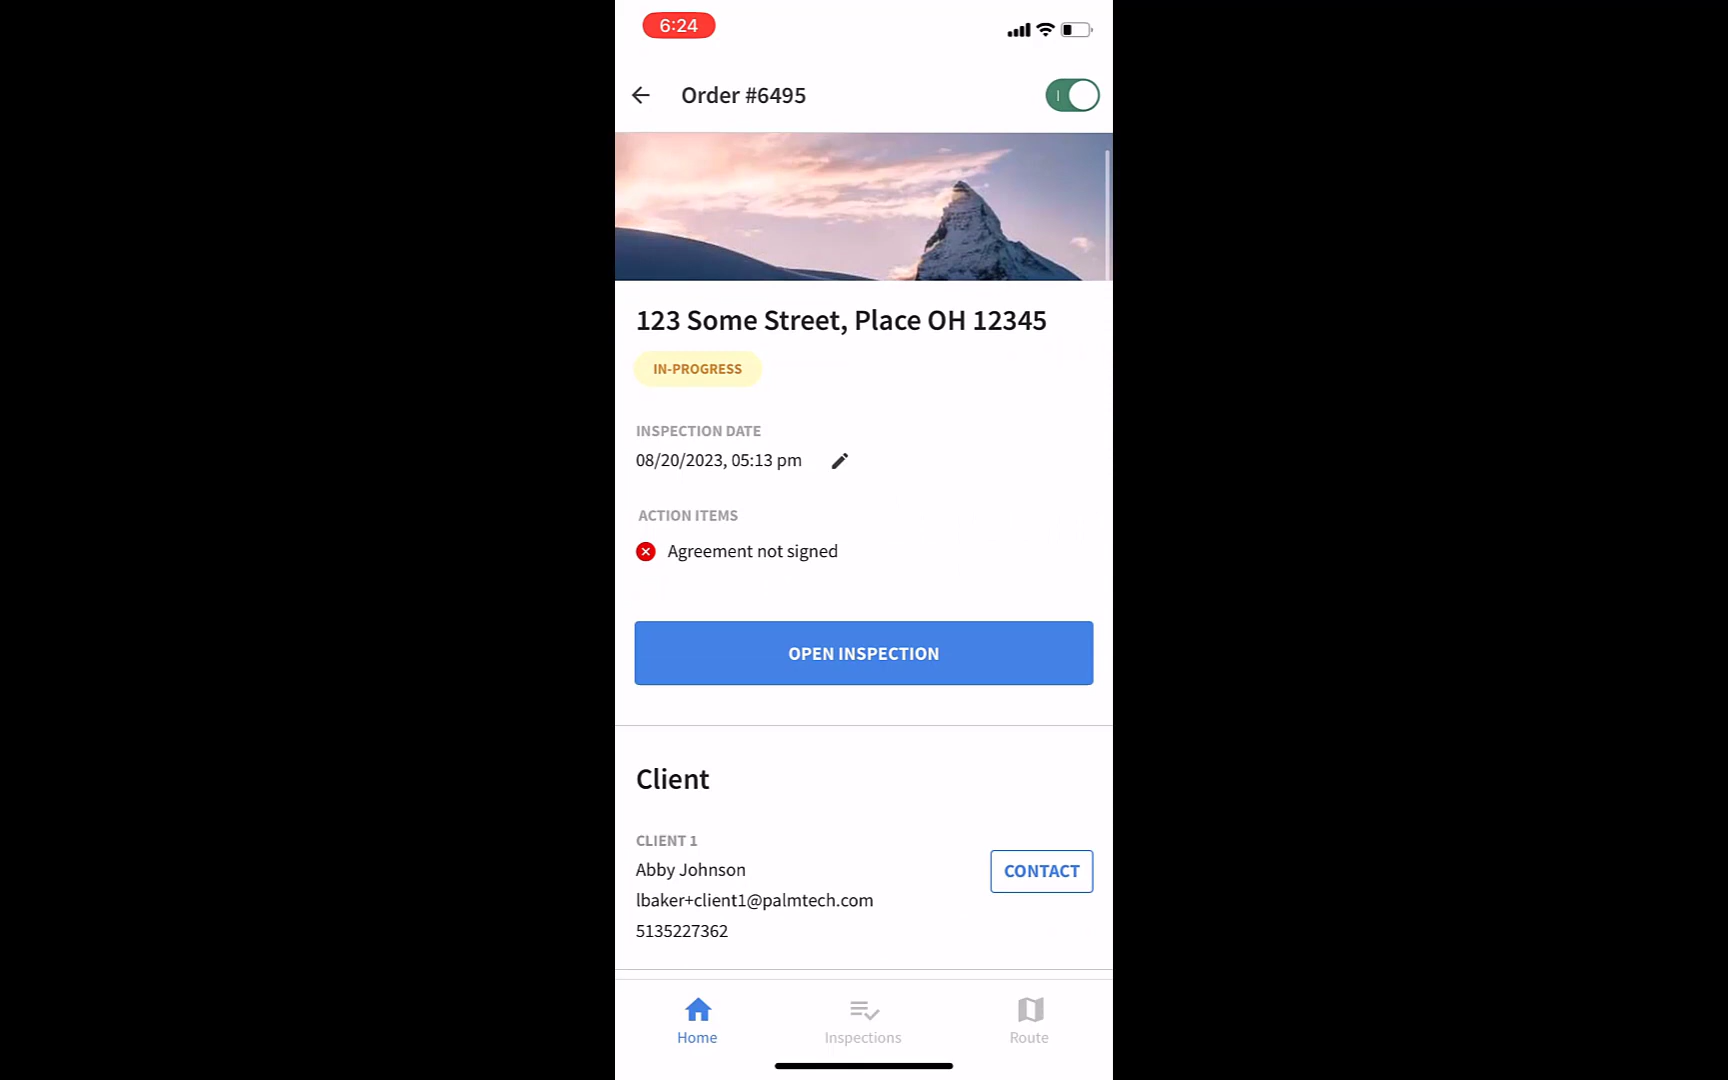 6:24
Order #6495
123 Some Street, Place OH 12345
IN-PROGRESS
INSPECTION DATE
08/20/2023, 05:13 pm
ACTION ITEMS
Agreement not signed
OPEN INSPECTION
Client
CLIENT 1
Abby Johnson
CONTACT
lbaker+client1@palmtech.com
5135227362
Home
Inspections
Route